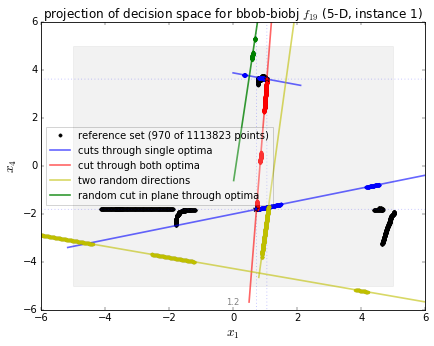 projection of decision space for bbob-biobj f19 (5-D, instance 1)
6
4
2
0
−2
−4
−6
x4
reference set (970 of 1113823 points)
cuts through single optima
cut through both optima
two random directions
random cut in plane through optima
1,2
−6 −4 −2 0 2 4 6
x1